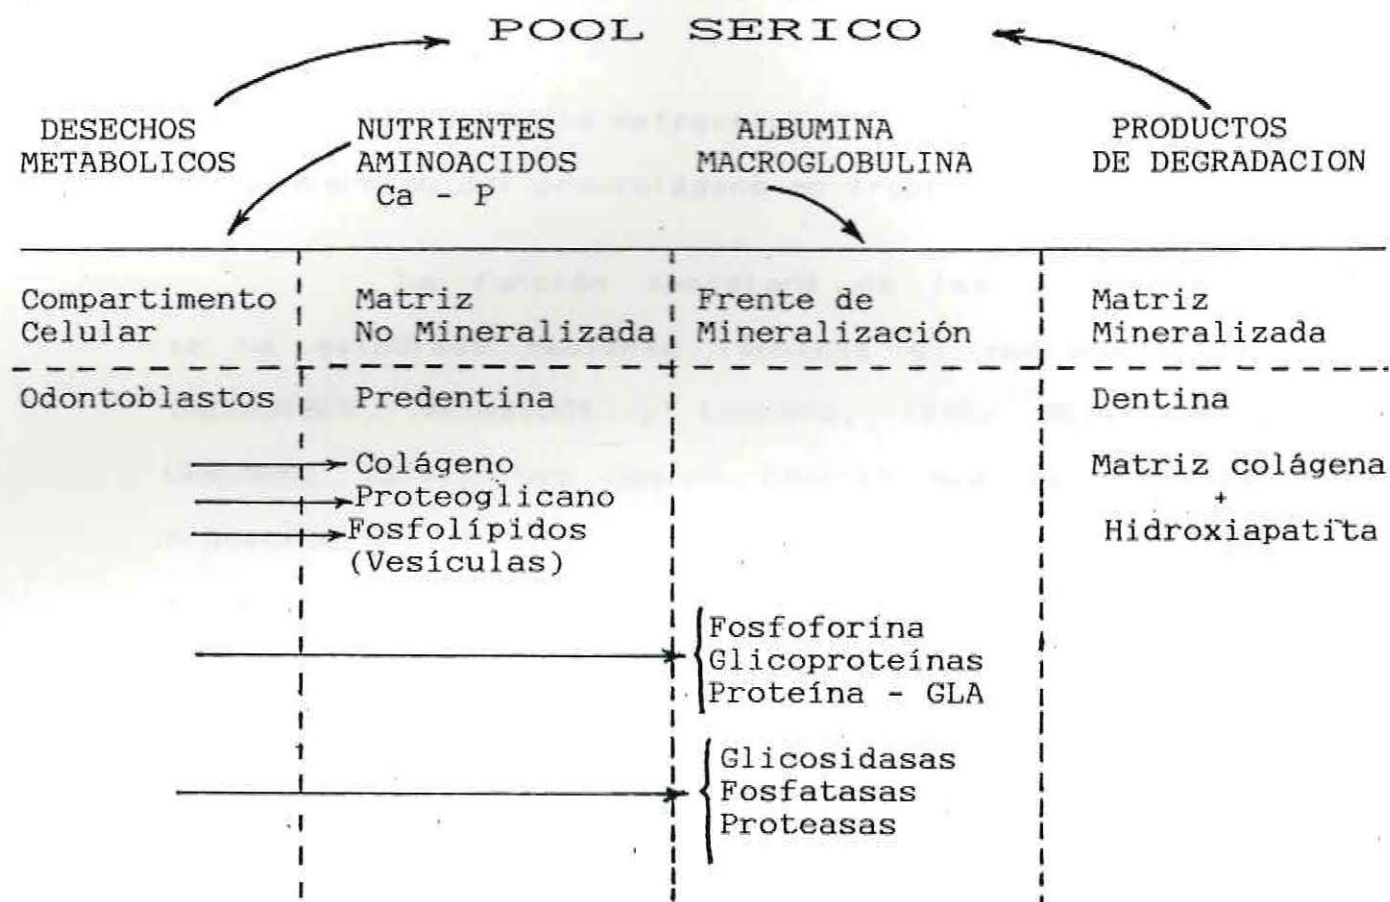 POOL SERICO
DESECHOS
METABOLICOS
NUTRIENTES
AMINOACIDOS
Ca - P
ALBUMINA
MACROGLOBULINA
PRODUCTOS
DE DEGRADACION
Compartimento
Celular
Matriz
No Mineralizada
Frente de
Mineralización
Matriz
Mineralizada
Odontoblastos
Predentina
Dentina
Colágeno
Proteoglicano
Fosfolípidos
(Vesículas)
Matriz colágena
+
Hidroxiapatita
Fosfoforina
Glicoproteínas
Proteína - GLA
Glicosidasas
Fosfatasas
Proteasas